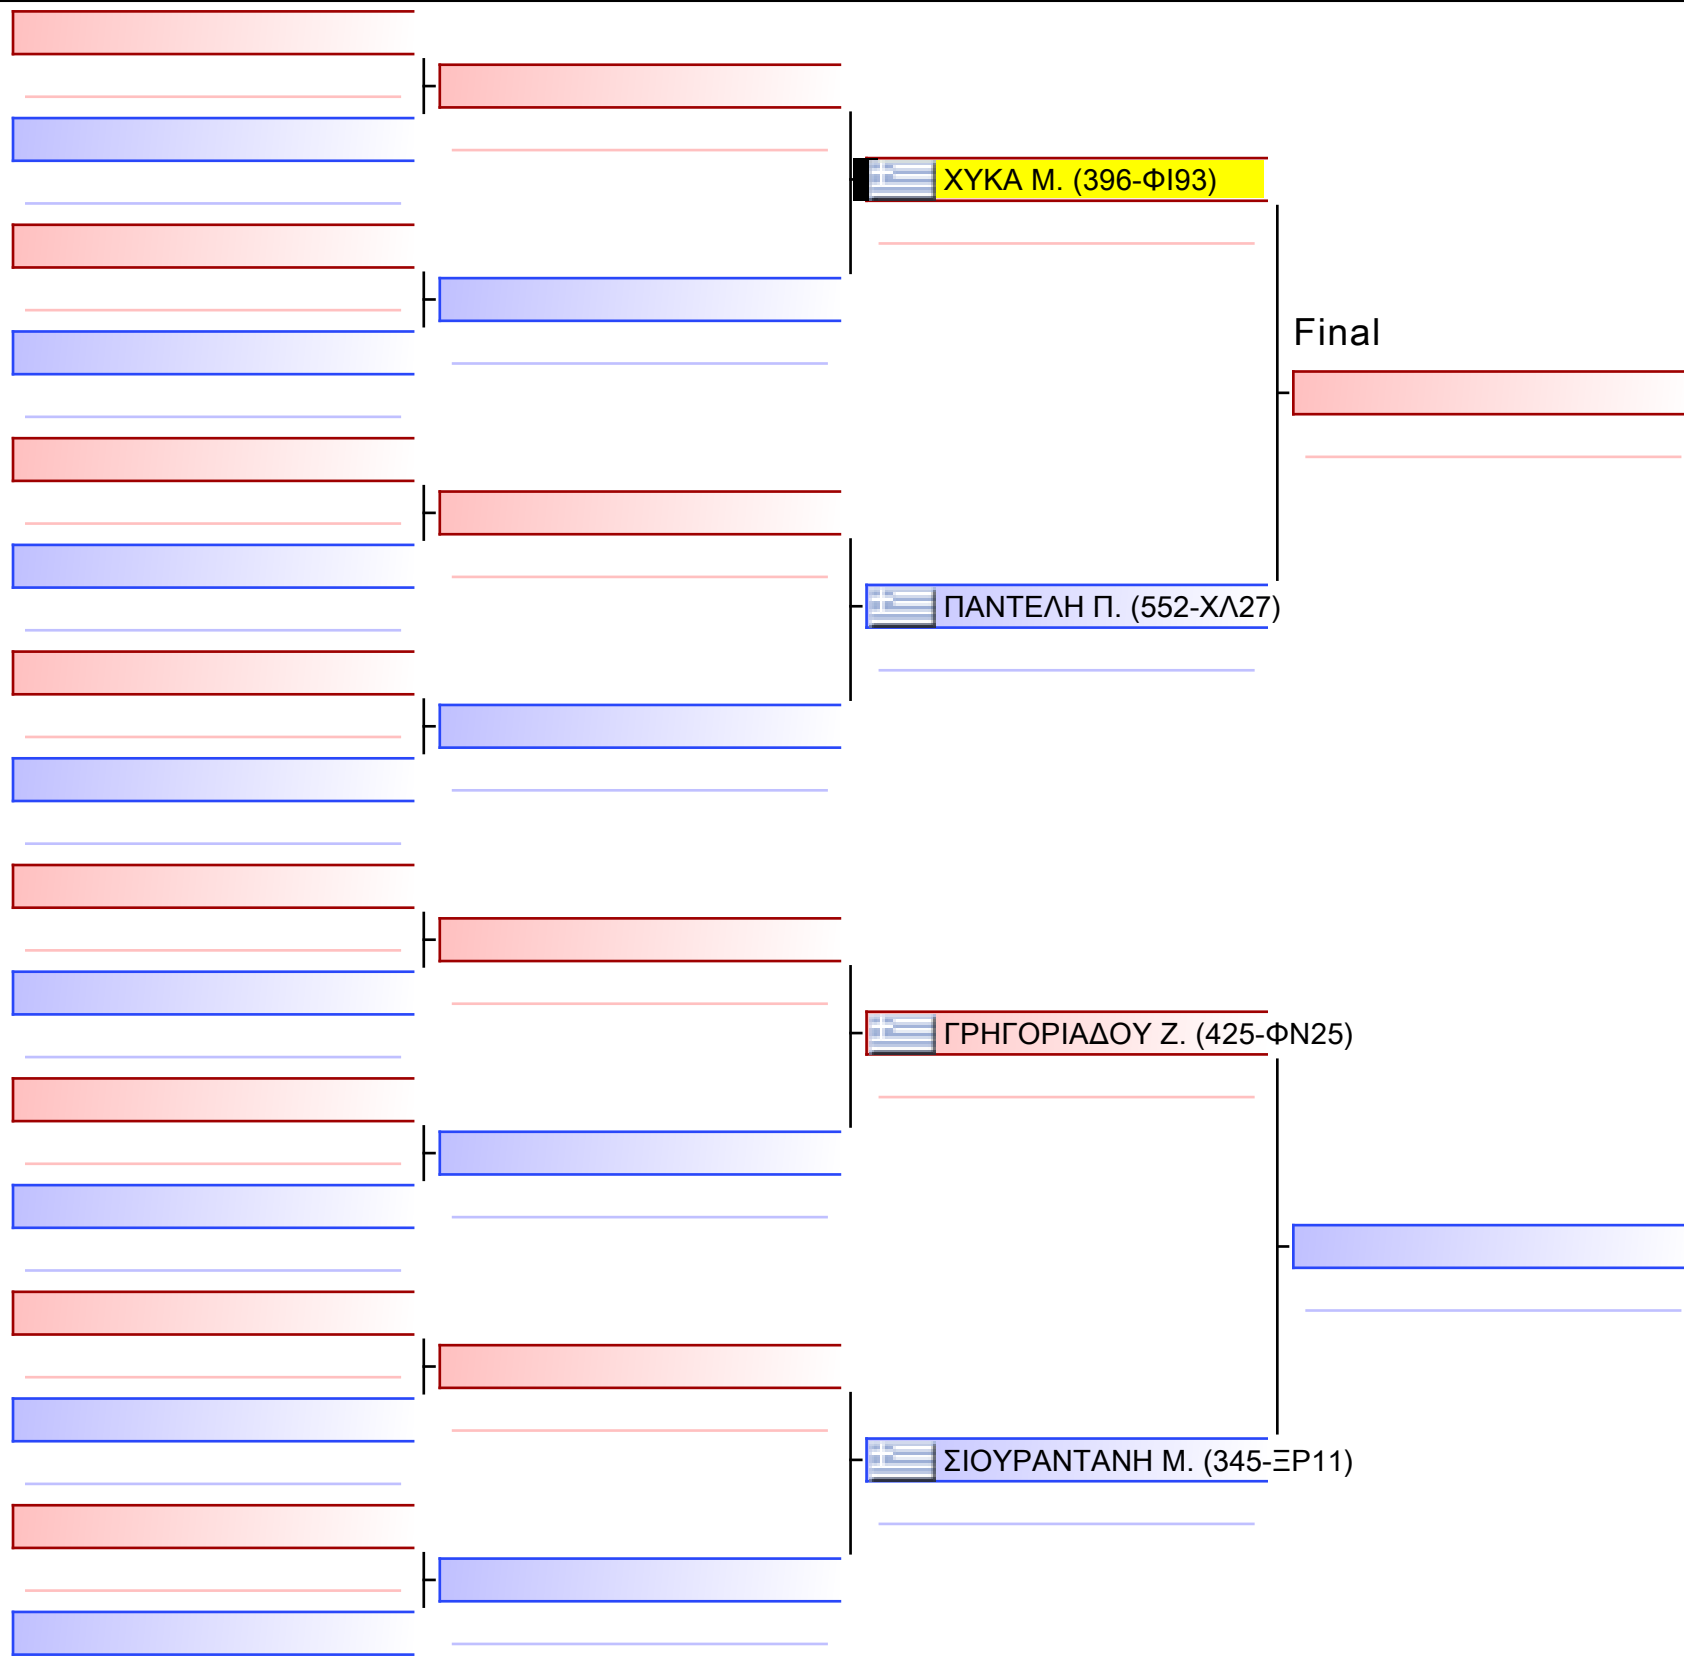 ΧΥΚΑ Μ. (396-ΦΙ93)
Final
ΠΑΝΤΕΛΗ Π. (552-ΧΛ27)
ΓΡΗΓΟΡΙΑΔΟΥ Ζ. (425-ΦΝ25)
ΣΙΟΥΡΑΝΤΑΝΗ Μ. (345-ΞΡ11)